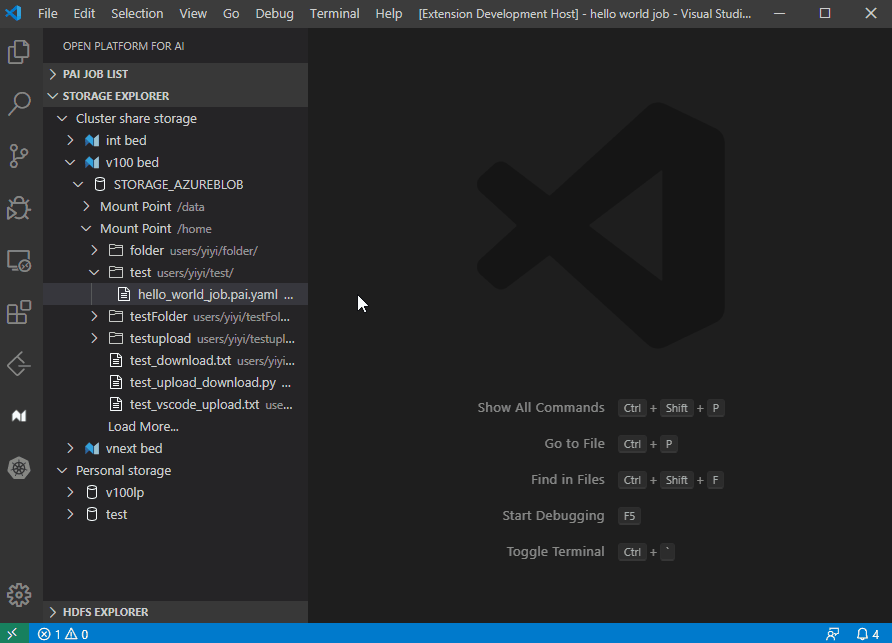 File Edit Selection View Go Debug Terminal Help [Extension Development Host] - hello world job - Visual Studi...
OPEN PLATFORM FOR AI
PAI JOB LIST
STORAGE EXPLORER
Cluster share storage
int bed
v100 bed
STORAGE_AZUREBLOB
Mount Point /data
Mount Point /home
folder users/yiyi/folder/
test users/yiyi/test/
hello_world_job.pai.yaml ...
testFolder users/yiyi/testFol...
testupload users/yiyi/testupl...
test_download.txt users/yiyi...
test_upload_download.py ...
test_vscode_upload.txt use...
Load More...
vnext bed
Personal storage
v100lp
test
HDFS EXPLORER
Show All Commands Ctrl + Shift + P
Go to File Ctrl + P
Find in Files Ctrl + Shift + F
Start Debugging F5
Toggle Terminal Ctrl + `
1 0 4